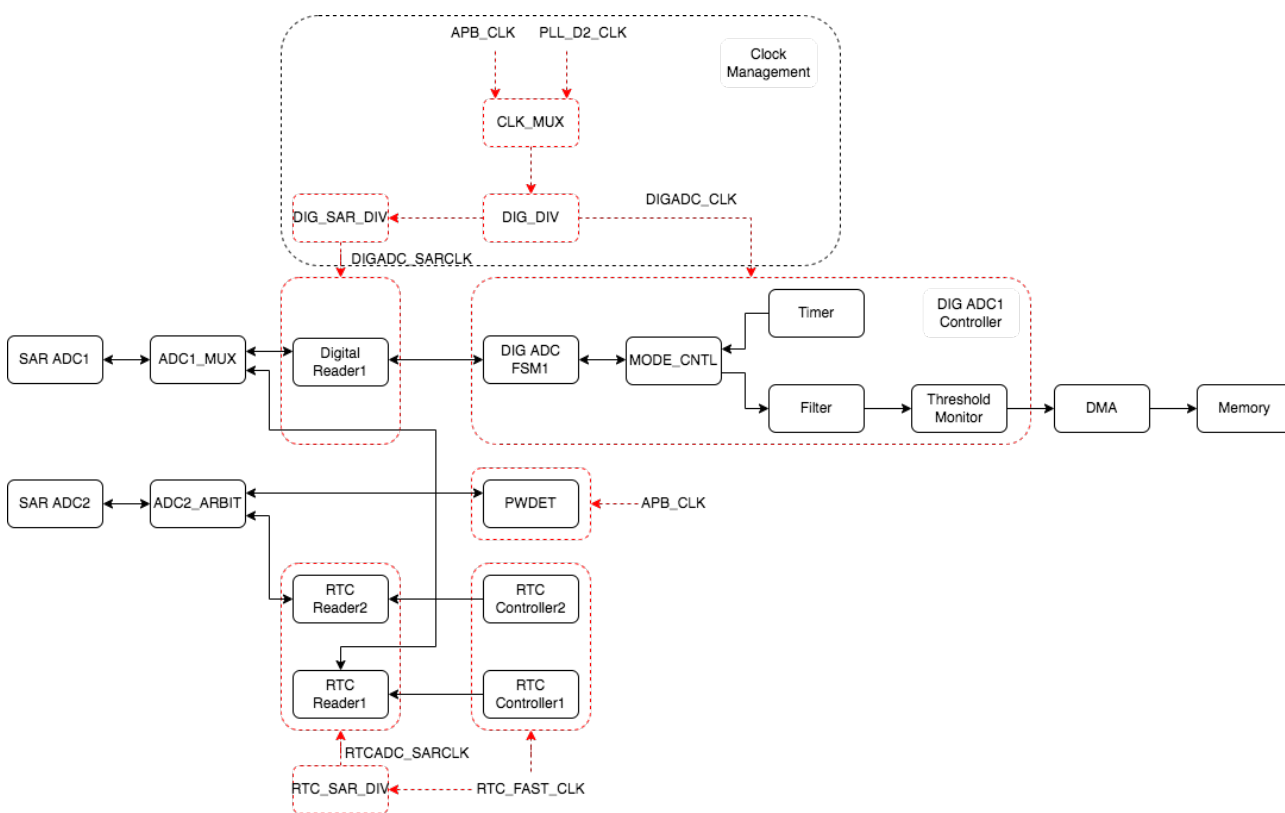 APB_CLK
PLL_D2_CLK
Clock
Management
CLK_MUX
DIG_SAR_DIV
DIG_DIV
DIGADC_CLK
DIGADC_SARCLK
SAR ADC1
ADC1_MUX
Digital
Reader1
DIG ADC
FSM1
MODE_CNTL
Timer
DIG ADC1
Controller
Filter
Threshold
Monitor
DMA
Memory
SAR ADC2
ADC2_ARBIT
PWDET
APB_CLK
RTC
Reader2
RTC
Controller2
RTC
Reader1
RTC
Controller1
RTCADC_SARCLK
RTC_SAR_DIV
RTC_FAST_CLK